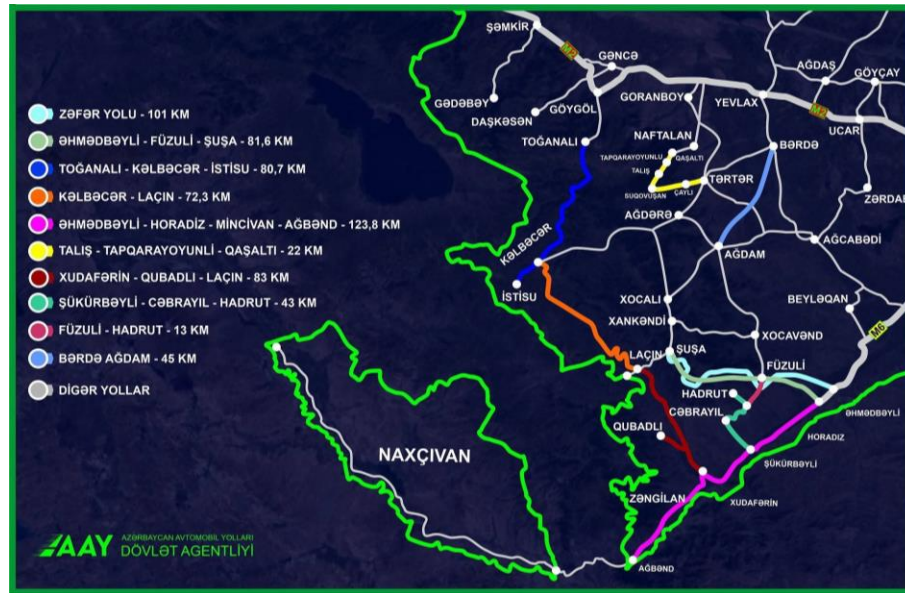 ZƏFƏR YOLU - 101 KM
ƏHMƏDBƏYLİ - FÜZULİ - ŞUŞA - 81,6 KM
TOĞANALI - KƏLBƏCƏR - İSTİSU - 80,7 KM
KƏLBƏCƏR - LAÇIN - 72,3 KM
ƏHMƏDBƏYLİ - HORADİZ - MİNCİVAN - AĞBƏND - 123,8 KM
TALIŞ - TAPQARAYOYUNLI - QAŞALTI - 22 KM
XUDAFƏRİN - QUBADLI - LAÇIN - 83 KM
ŞÜKÜRBƏYLİ - CƏBRAYIL - HADRUT - 43 KM
FÜZULİ - HADRUT - 13 KM
BƏRDƏ AĞDAM - 45 KM
DİGƏR YOLLAR
ŞƏMKİR
M2
GƏNCƏ
AĞDAŞ
GÖYÇAY
GƏDƏBƏY
GÖYGÖL
GORANBOY
YEVLAX
M2
DAŞKƏSƏN
UCAR
TOĞANALI
NAFTALAN
BƏRDƏ
TAPQARAYOYUNLU
QAŞALTI
TALIŞ
SUQOVUŞAN
ÇAYLI
TƏRTƏR
ZƏRDAB
AĞDƏRƏ
KƏLBƏCƏR
AĞDAM
AĞCABƏDİ
İSTİSU
XOCALI
BEYLƏQAN
XANKƏNDİ
XOCAVƏND
M6
LAÇIN
ŞUŞA
FÜZULİ
HADRUT
CƏBRAYIL
ƏHMƏDBƏYLİ
QUBADLI
HORADIZ
ŞÜKÜRBƏYLİ
NAXÇIVAN
ZƏNGİLAN
XUDAFƏRİN
AĞBƏND
AAY
AZƏRBAYCAN AVTOMOBİL YOLLARI
DÖVLƏT AGENTLİYİ